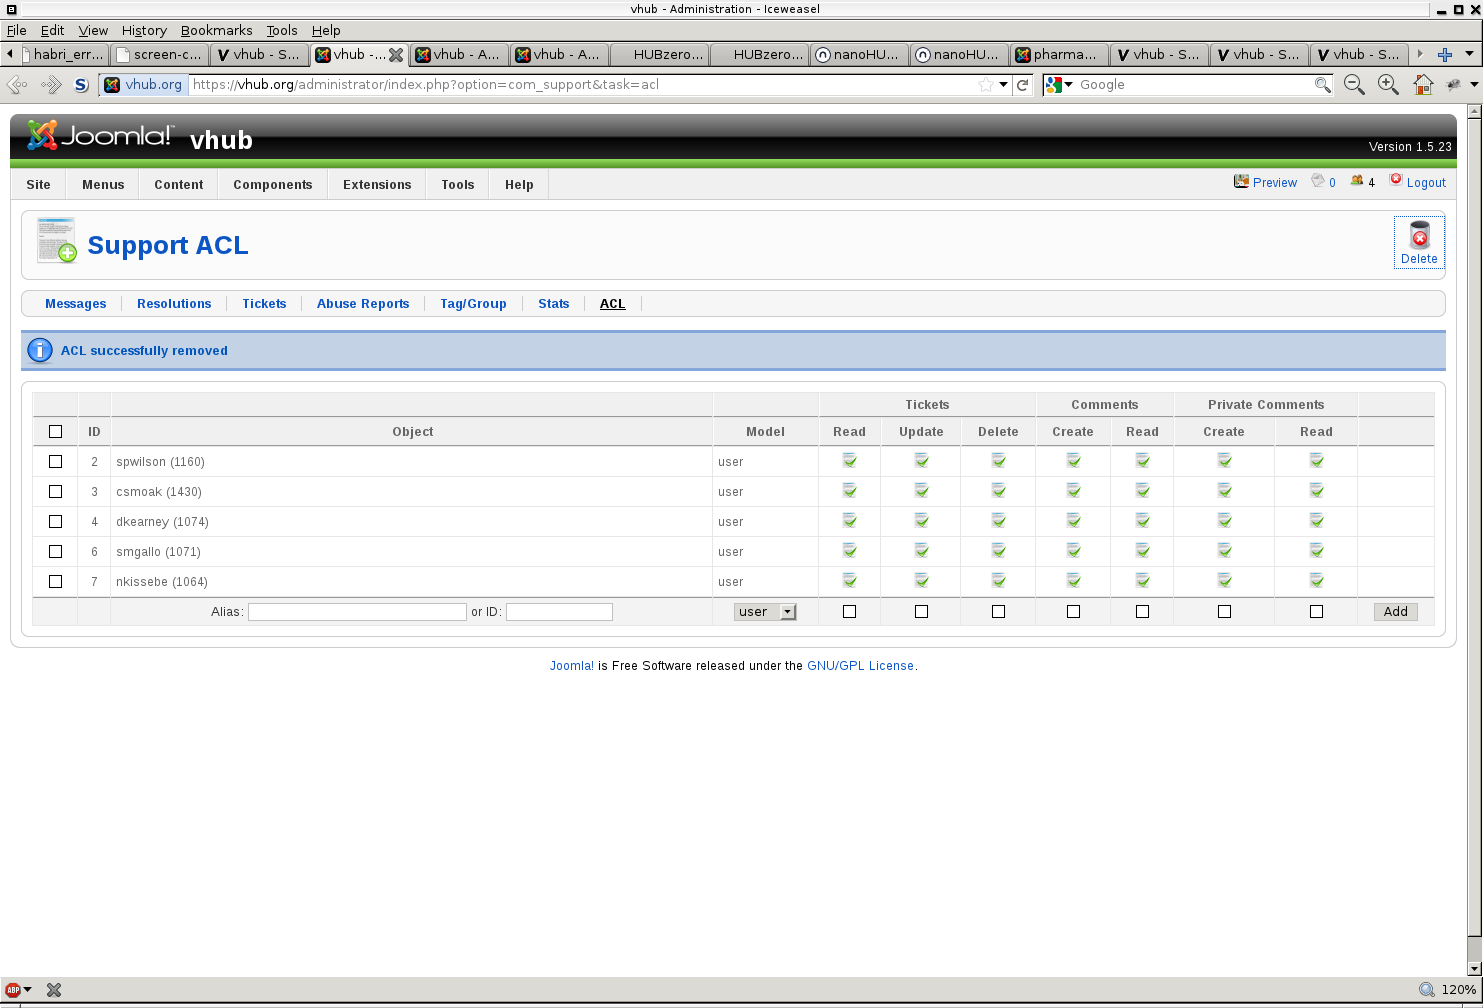 vhub - Administration - Iceweasel
File Edit View History Bookmarks Tools Help
habri_err... screen-c... vhub - S... vhub - ... vhub - A... vhub - A... HUBzero... HUBzero... nanoHU... nanoHU... pharma... vhub - S... vhub - S... vhub - S...
vhub.org https://vhub.org/administrator/index.php?option=com_support&task=acl Google
Joomla! vhub
Version 1.5.23
Site Menus Content Components Extensions Tools Help Preview 0 4 Logout
Support ACL
Delete
Messages Resolutions Tickets Abuse Reports Tag/Group Stats ACL
ACL successfully removed
Tickets Comments Private Comments
ID Object Model Read Update Delete Create Read Create Read
2 spwilson (1160) user
3 csmoak (1430) user
4 dkearney (1074) user
6 smgallo (1071) user
7 nkissebe (1064) user
Alias: or ID: user Add
Joomla! is Free Software released under the GNU/GPL License.
ABP 120%